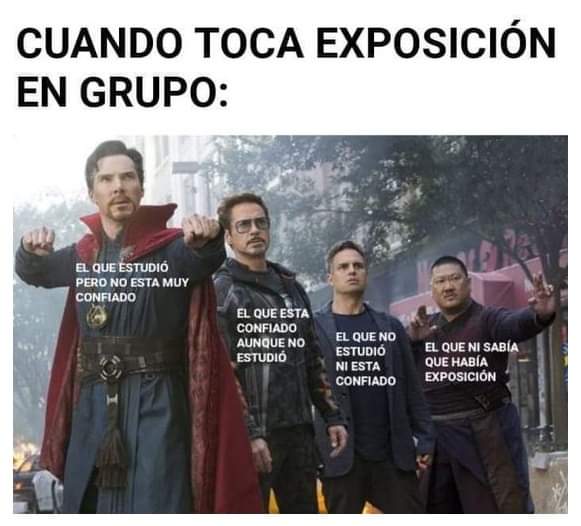 CUANDO TOCA EXPOSICIÓN
EN GRUPO:
EL QUE ESTUDIÓ
PERO NO ESTA MUY
CONFIADO
EL QUE ESTA
CONFIADO
AUNQUE NO
ESTUDIÓ
EL QUE NO
ESTUDIÓ
NI ESTA
CONFIADO
EL QUE NI SABÍA
QUE HABÍA
EXPOSICIÓN